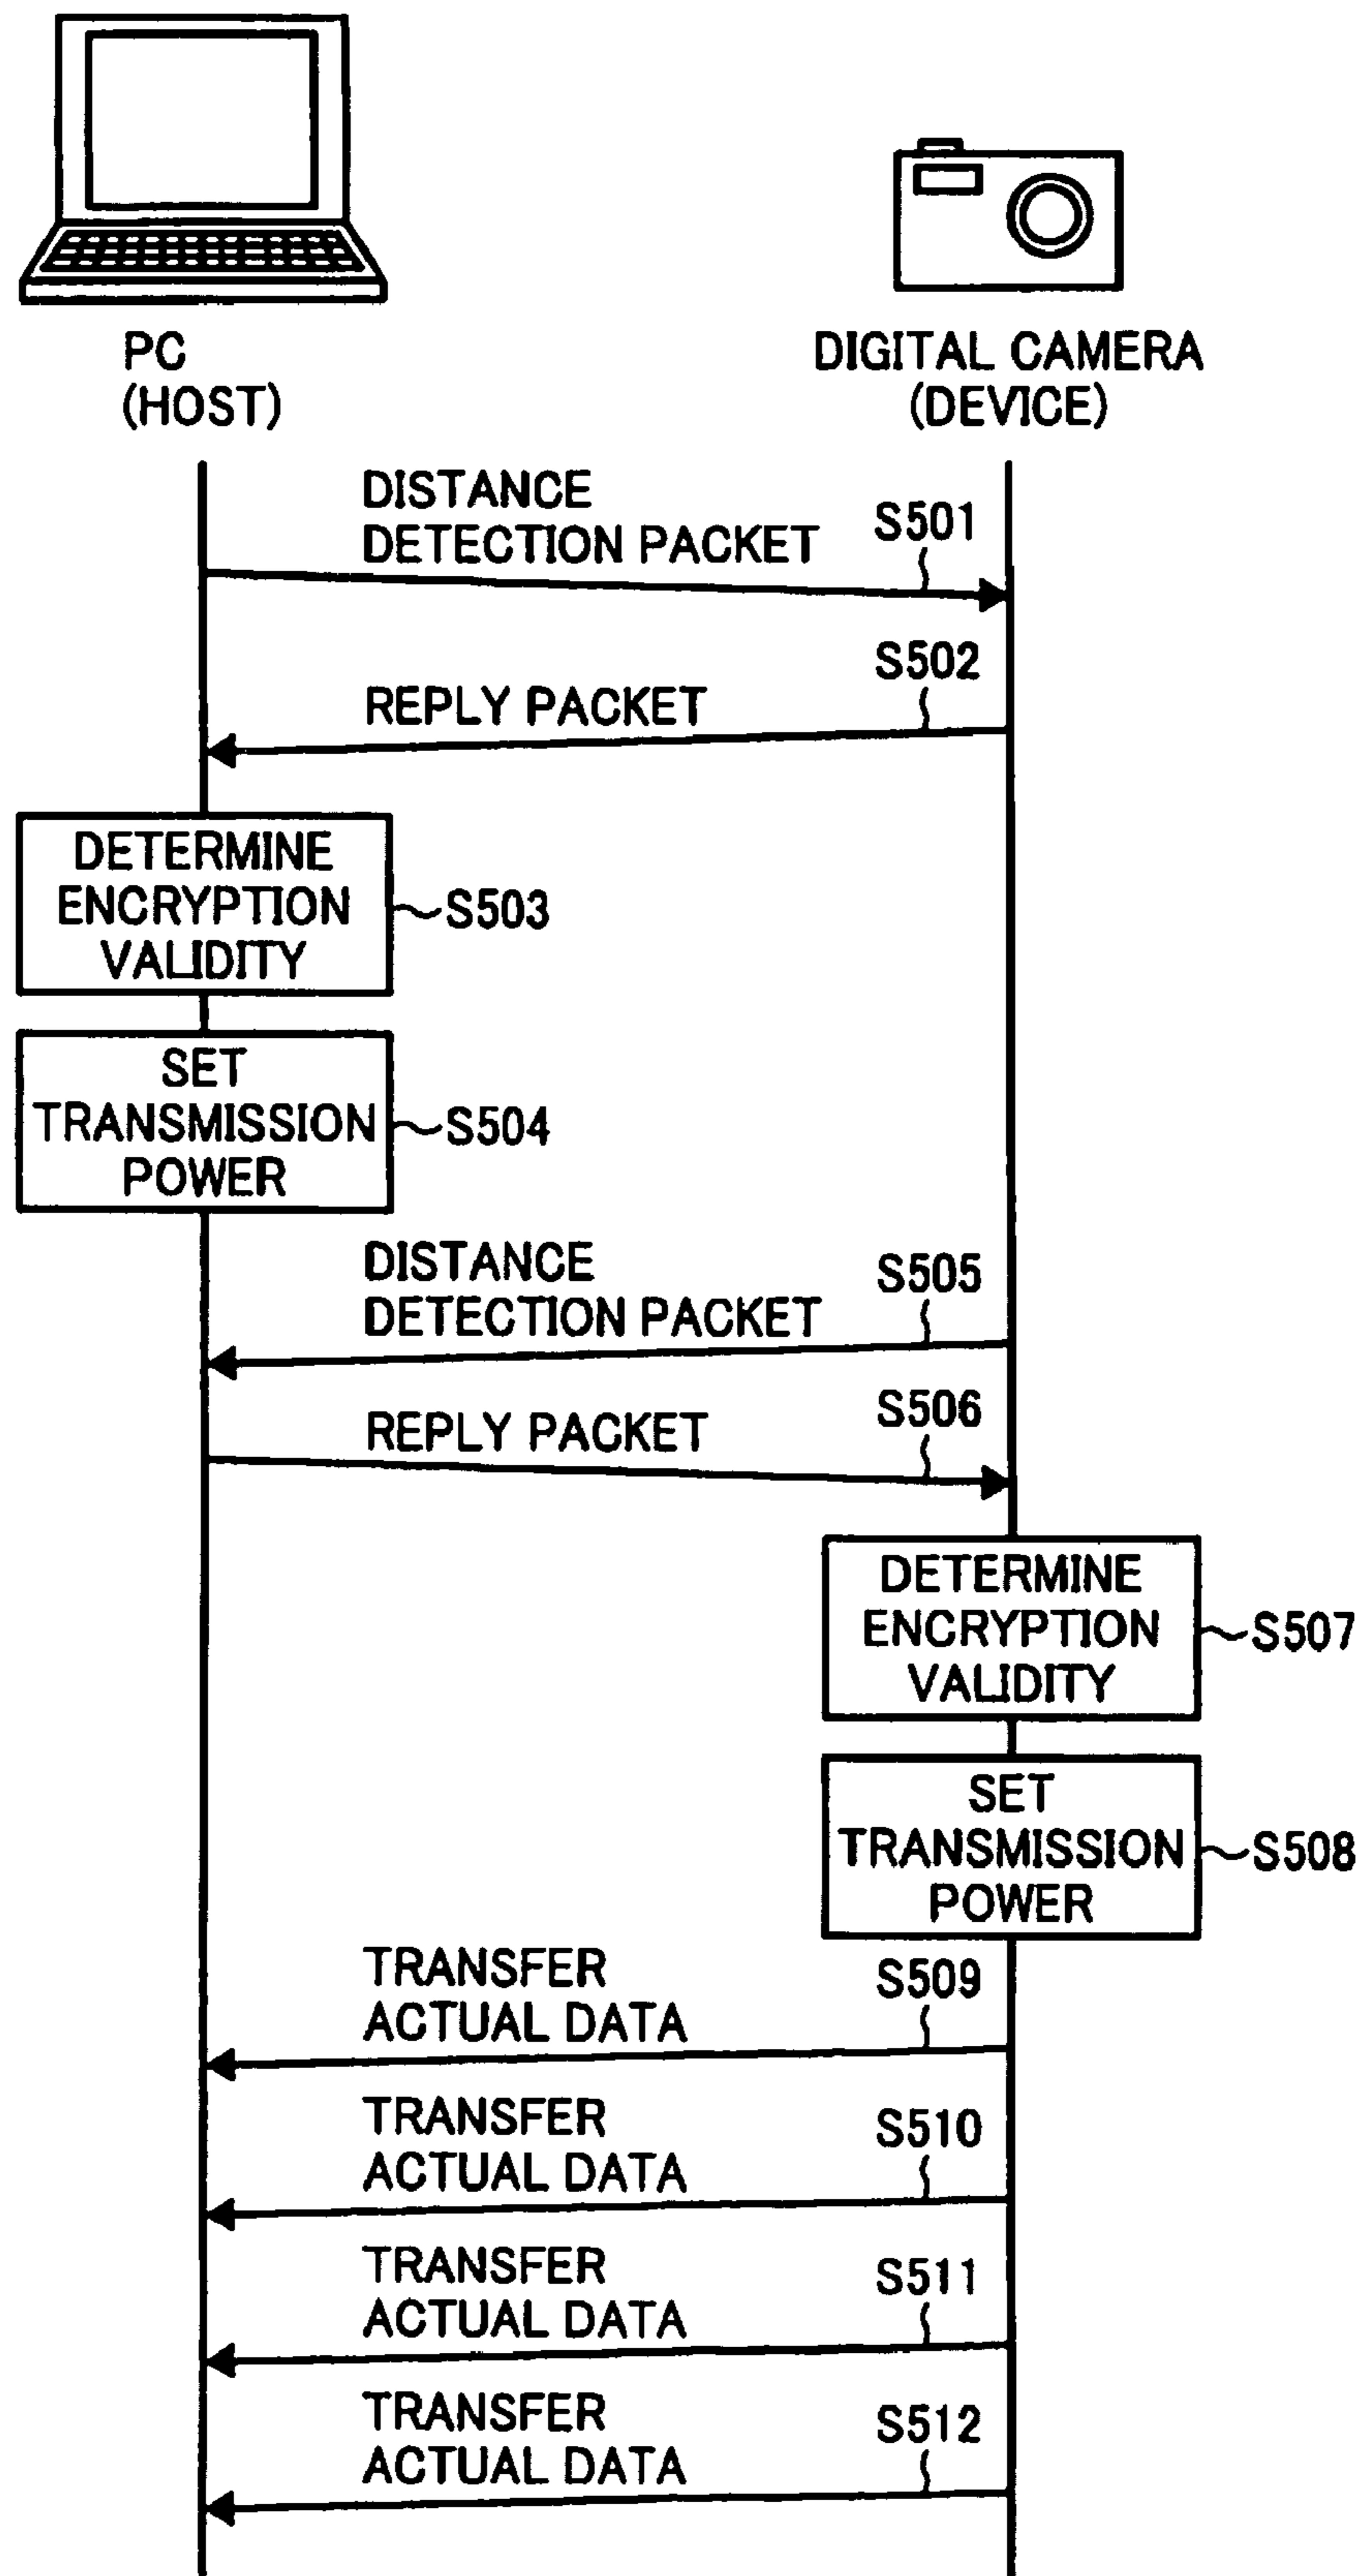 PC
(HOST)
DIGITAL CAMERA
(DEVICE)
DISTANCE
DETECTION PACKET
S501
S502
REPLY PACKET
DETERMINE
ENCRYPTION
VALIDITY
S503
SET
TRANSMISSION
POWER
S504
DISTANCE
DETECTION PACKET
S505
S506
REPLY PACKET
DETERMINE
ENCRYPTION
VALIDITY
S507
SET
TRANSMISSION
POWER
S508
TRANSFER
ACTUAL DATA
S509
TRANSFER
ACTUAL DATA
S510
TRANSFER
ACTUAL DATA
S511
TRANSFER
ACTUAL DATA
S512